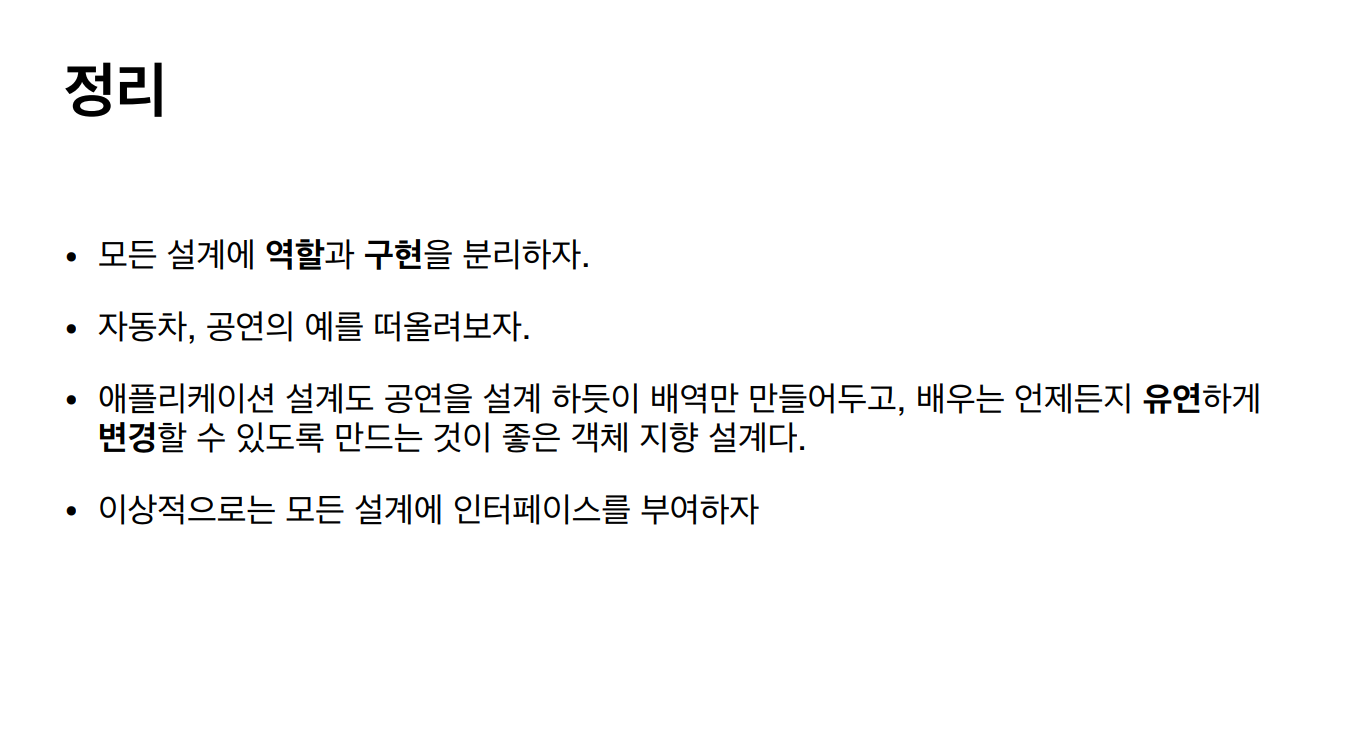 정리
• 모든 설계에 역할과 구현을 분리하자.
• 자동차, 공연의 예를 떠올려보자.
• 애플리케이션 설계도 공연을 설계 하듯이 배역만 만들어두고, 배우는 언제든지 유연하게
변경할 수 있도록 만드는 것이 좋은 객체 지향 설계다.
• 이상적으로는 모든 설계에 인터페이스를 부여하자